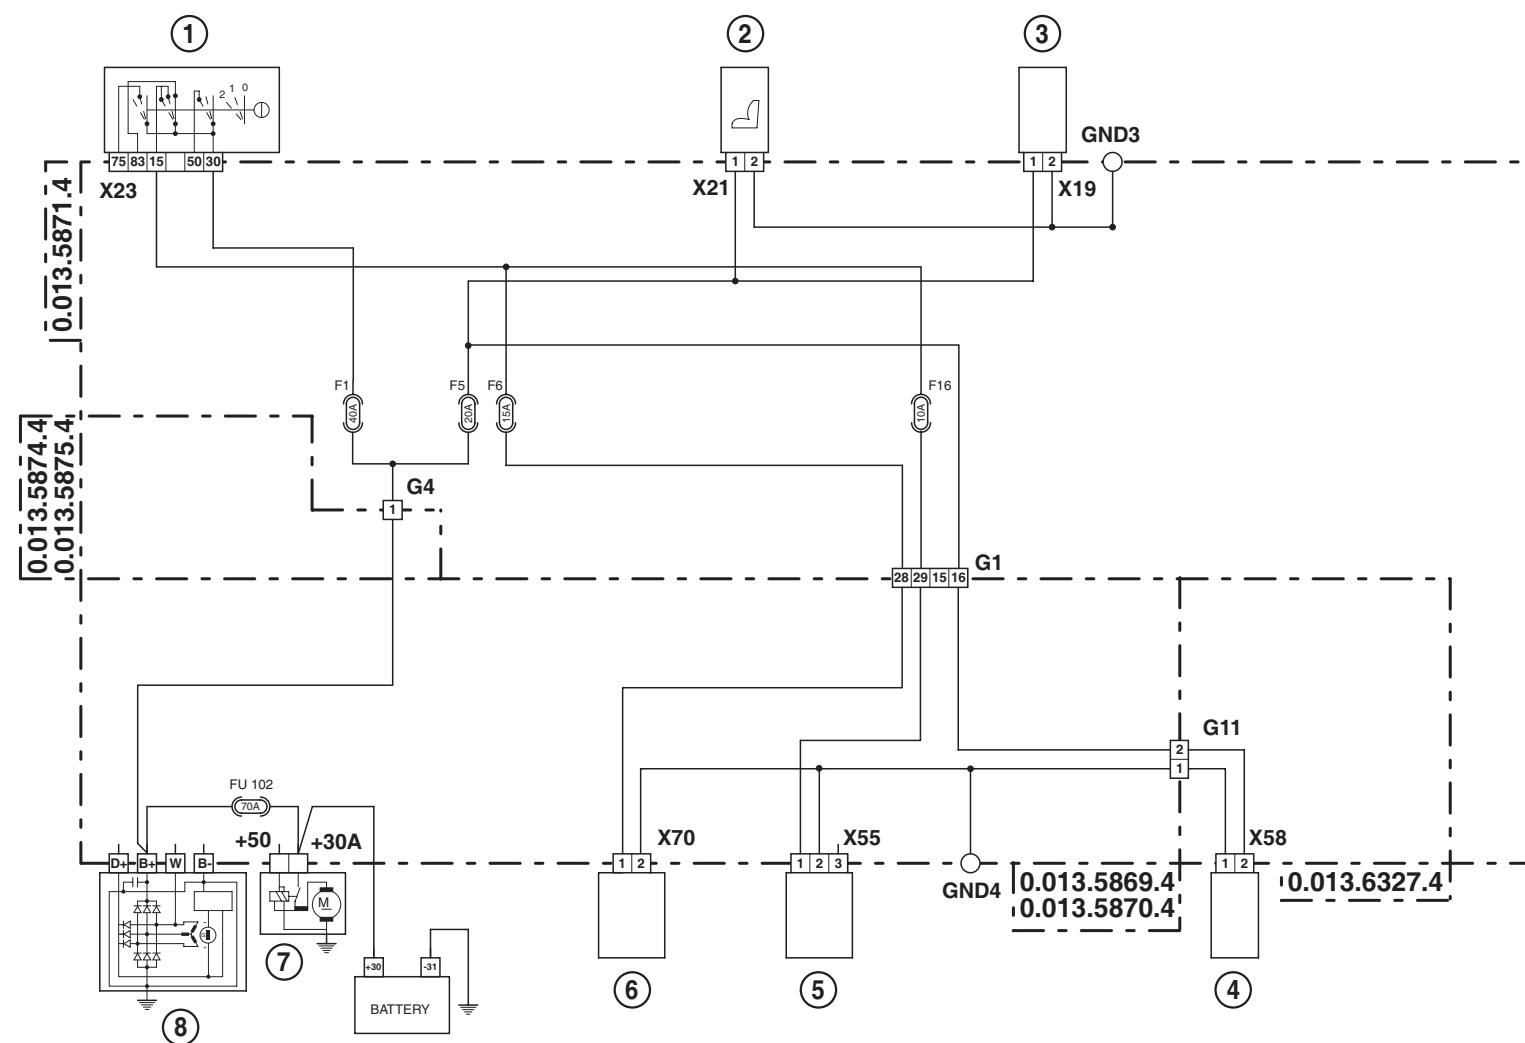 1
2
3
2 1 0
GND3
75 83 15 50 30
1 2
1 2
X23
X21
X19
0.013.5871.4
F1
F5
F6
F16
40A
20A
15A
10A
0.013.5874.4
0.013.5875.4
G4
1
G1
28 29 15 16
G11
2
1
FU 102
70A
+50
+30A
X70
X55
X58
D+ B+ W B-
1 2
1 2 3
1 2
GND4
0.013.5869.4
0.013.5870.4
0.013.6327.4
M
G
-
+
7
+30
-31
BATTERY
6
5
4
8